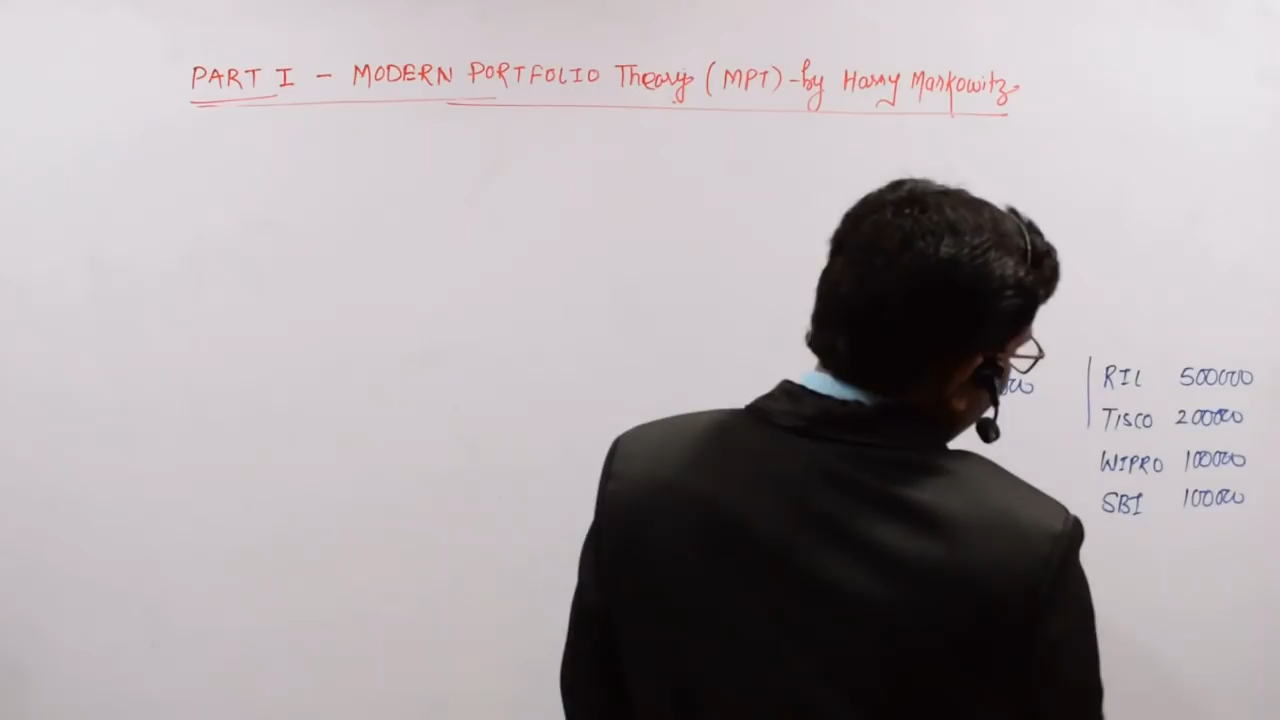 PART I - MODERN PORTFOLIO Theory (MPT) - by Harry Markowitz
RIL 500000
TISCO 200000
WIPRO 100000
SBI 100000